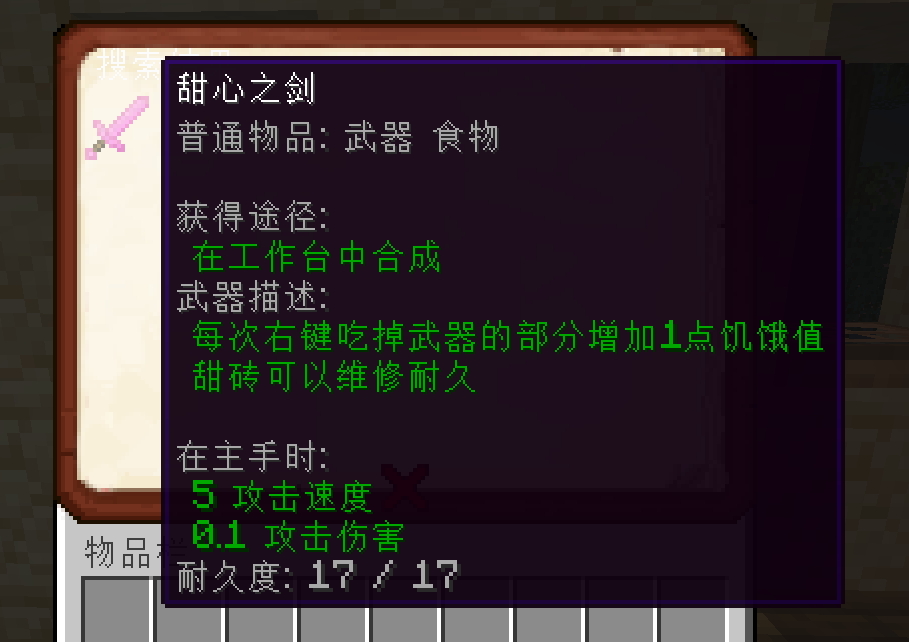 搜索结果
甜心之剑
普通物品: 武器 食物
获得途径:
在工作台中合成
武器描述:
每次右键吃掉武器的部分增加1点饥饿值
甜砖可以维修耐久
在主手时:
5 攻击速度
0.1 攻击伤害
耐久度: 17 / 17
物品栏